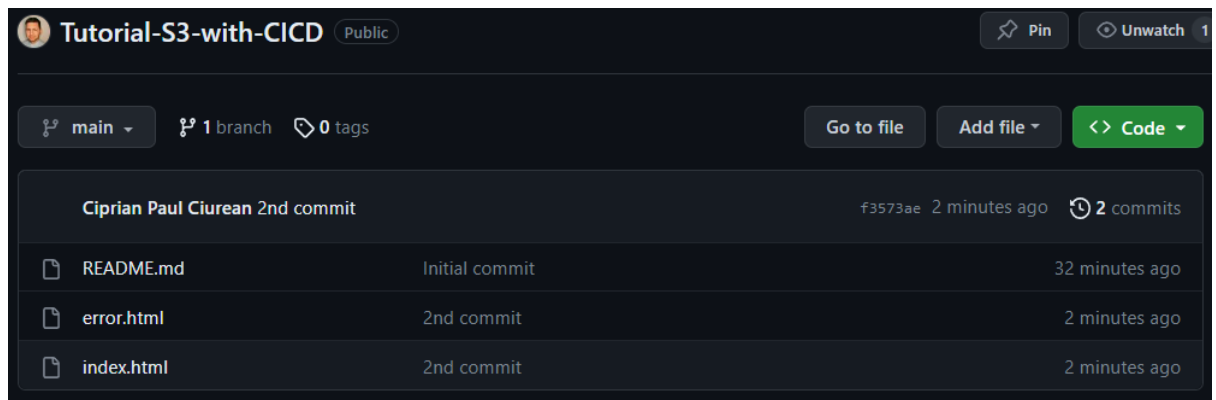 Tutorial-S3-with-CICD Public Pin Unwatch 1
main 1 branch 0 tags Go to file Add file <> Code
Ciprian Paul Ciurean 2nd commit f3573ae 2 minutes ago 2 commits
README.md Initial commit 32 minutes ago
error.html 2nd commit 2 minutes ago
index.html 2nd commit 2 minutes ago